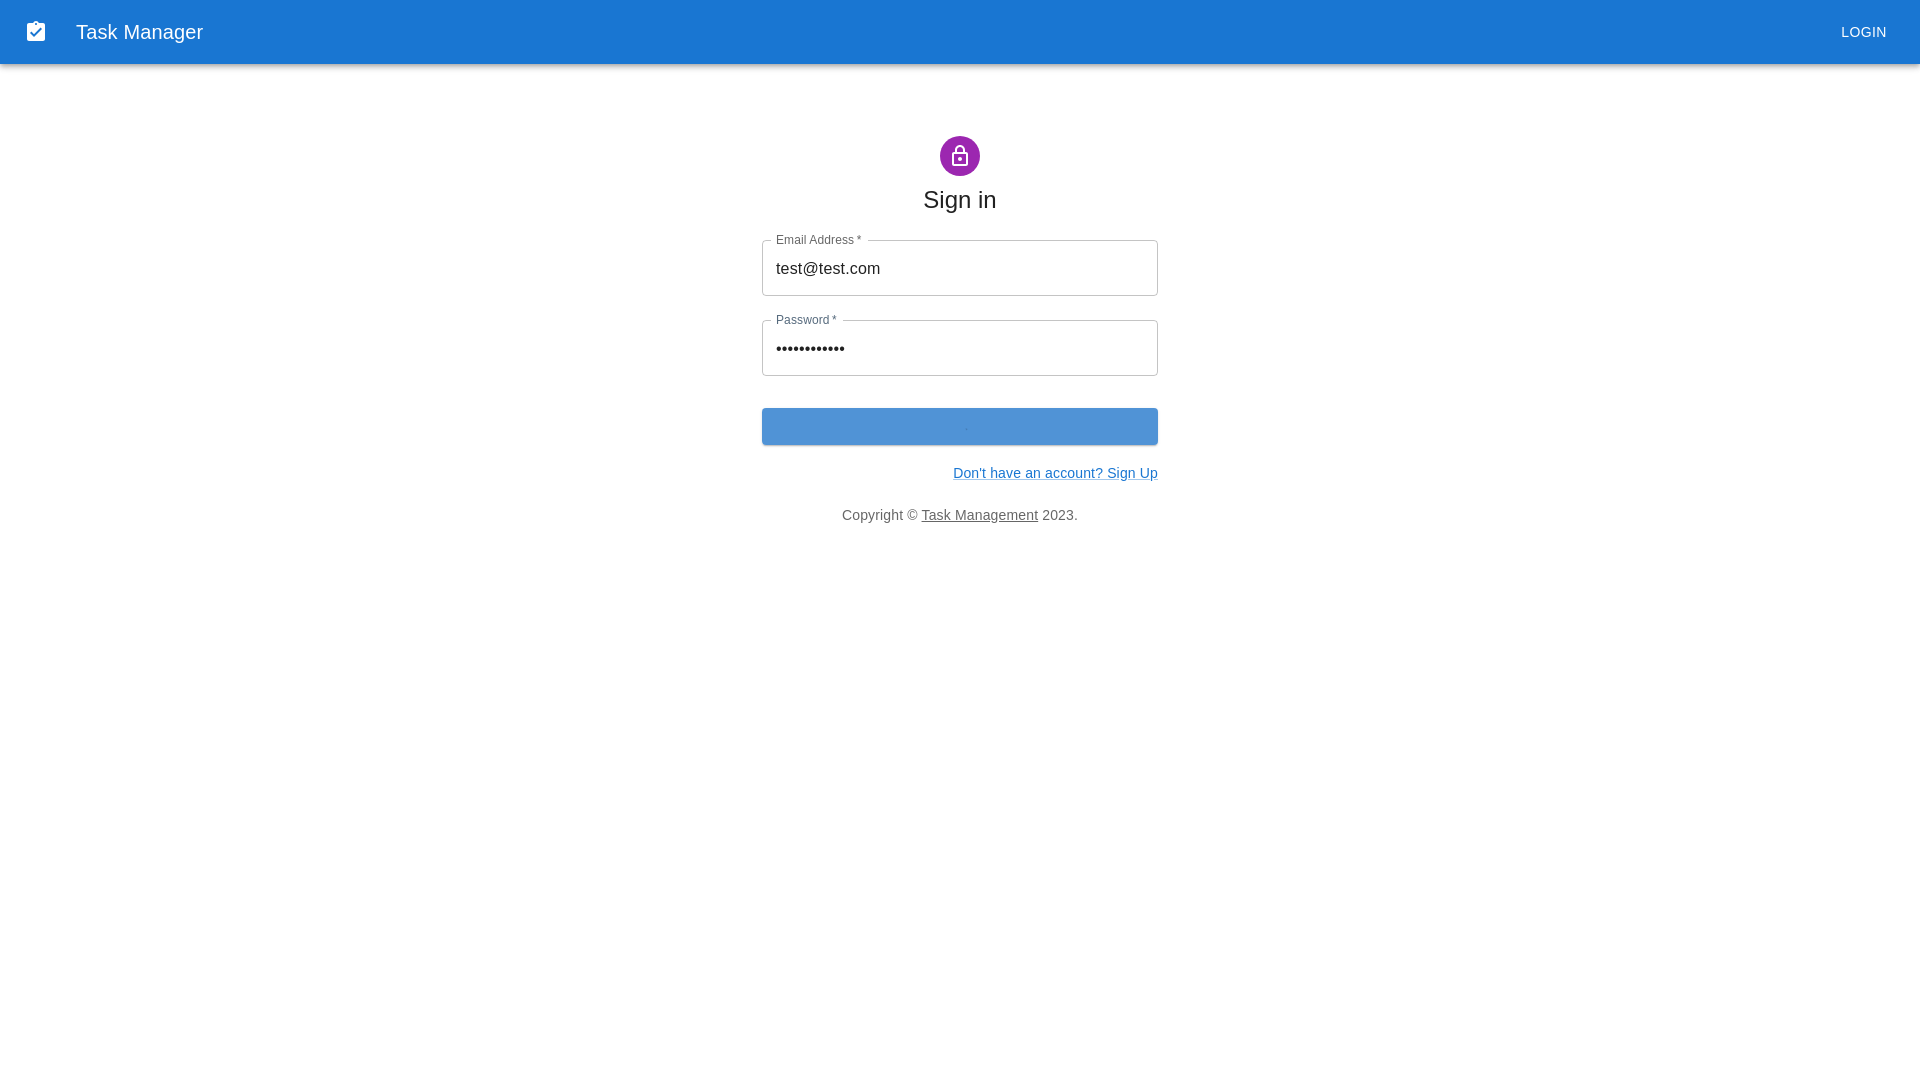 Task Manager
LOGIN
Sign in
Email Address *
test@test.com
Password *
••••••••••••
Don't have an account? Sign Up
Copyright © Task Management 2023.